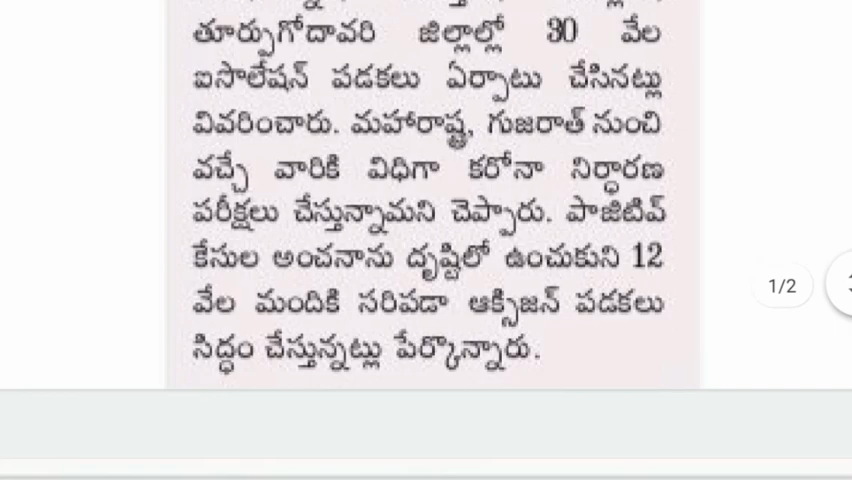 తూర్పుగోదావరి జిల్లాల్లో 30 వేల
ఐసొలేషన్ పడకలు ఏర్పాటు చేసినట్లు
వివరించారు. మహారాష్ట్ర, గుజరాత్ నుంచి
వచ్చే వారికి విధిగా కరోనా నిర్ధారణ
పరీక్షలు చేస్తున్నామని చెప్పారు. పాజిటివ్
కేసుల అంచనాను దృష్టిలో ఉంచుకుని 12
వేల మందికి సరిపడా ఆక్సిజన్ పడకలు
సిద్ధం చేస్తున్నట్లు పేర్కొన్నారు.
1/2